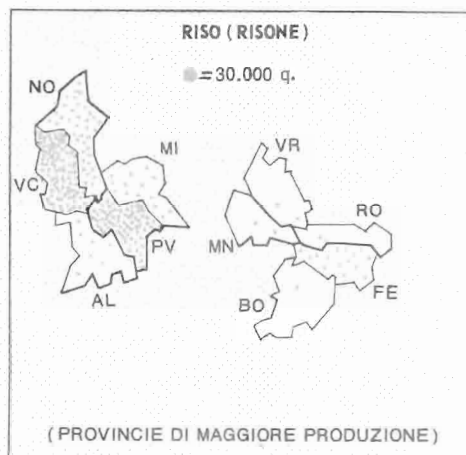 RISO (RISONE)
=30.000 q.
NO
MI
VR
VC
RO
MN
PV
AL
BO
FE
(PROVINCIE DI MAGGIORE PRODUZIONE)